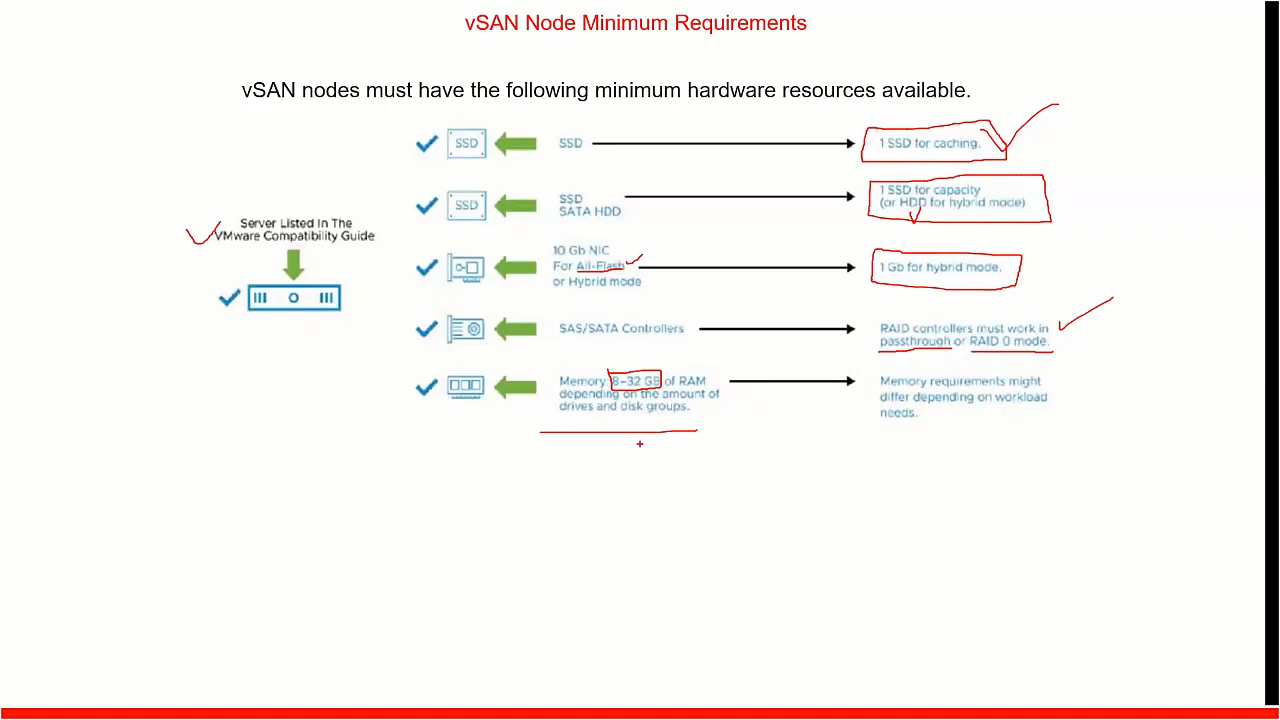 vSAN Node Minimum Requirements
vSAN nodes must have the following minimum hardware resources available.
Server Listed In The
VMware Compatibility Guide
SSD
SSD
1 SSD for caching.
SSD
SSD
SATA HDD
1 SSD for capacity
(or HDD for hybrid mode)
10 Gb NIC
For All-Flash
or Hybrid mode
1 Gb for hybrid mode.
SAS/SATA Controllers
RAID controllers must work in
passthrough or RAID 0 mode.
Memory 8–32 GB of RAM
depending on the amount of
drives and disk groups.
Memory requirements might
differ depending on workload
needs.